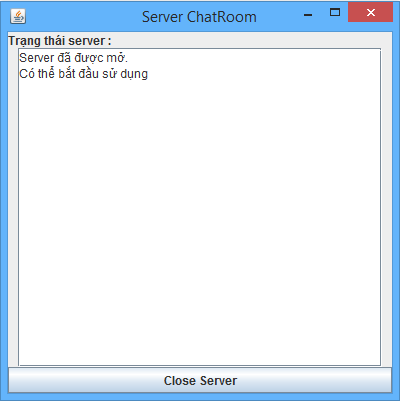 Server ChatRoom
Trạng thái server :
Server đã được mở.
Có thể bắt đầu sử dụng
Close Server